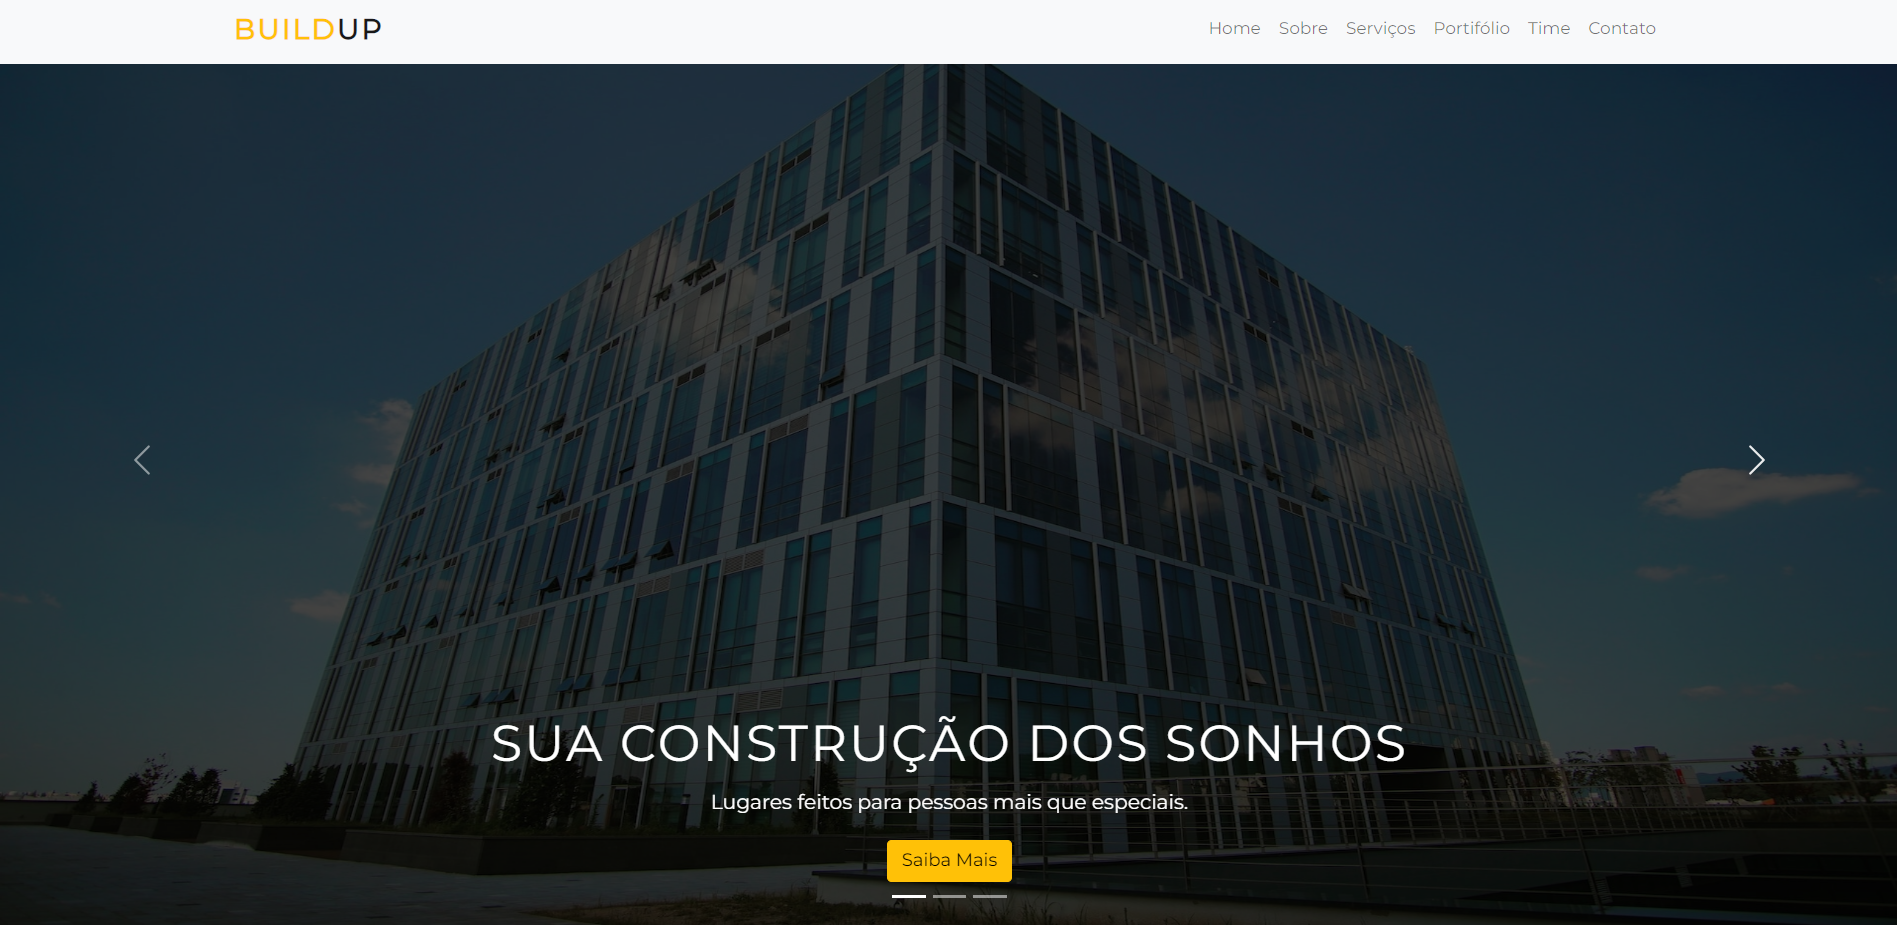 BUILDUP
Home Sobre Serviços Portifólio Time Contato
SUA CONSTRUÇÃO DOS SONHOS
Lugares feitos para pessoas mais que especiais.
Saiba Mais